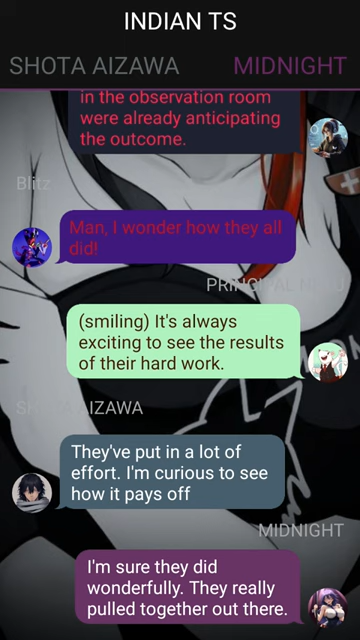 INDIAN TS
SHOTA AIZAWA
MIDNIGHT
in the observation room
were already anticipating
the outcome.
Blitz
Man, I wonder how they all
did!
PRINCIPAL
(smiling) It's always
exciting to see the results
of their hard work.
AIZAWA
They've put in a lot of
effort. I'm curious to see
how it pays off
MIDNIGHT
I'm sure they did
wonderfully. They really
pulled together out there.